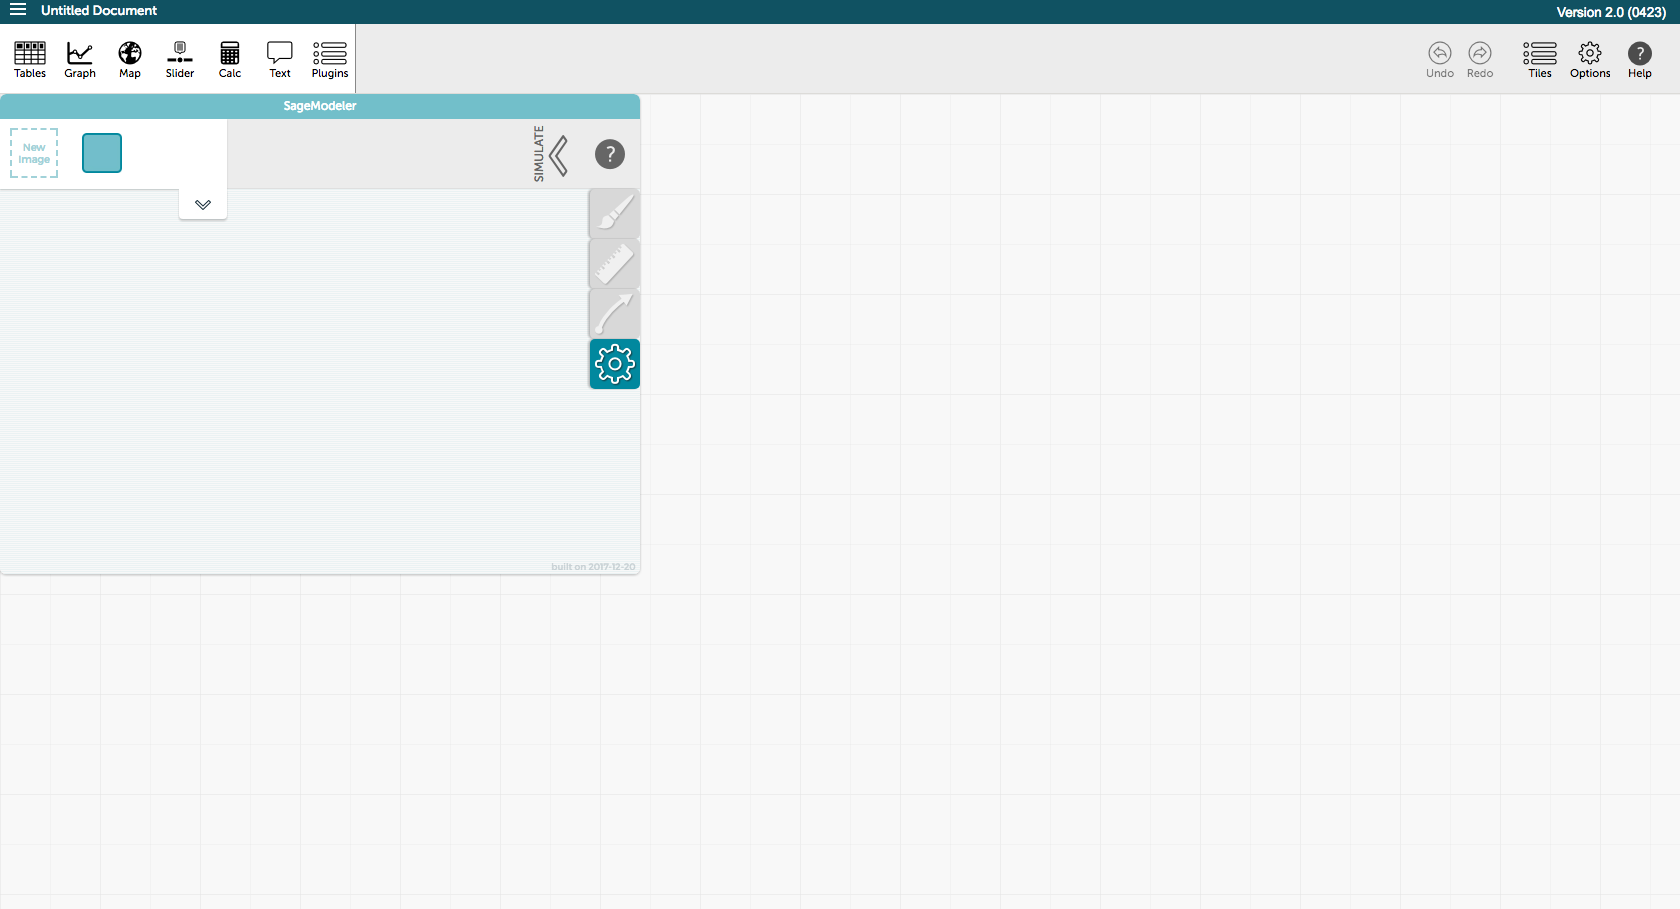 Untitled Document
Version 2.0 (0423)
Tables
Graph
Map
Slider
Calc
Text
Plugins
Undo
Redo
Tiles
Options
?
Help
SageModeler
New
Image
SIMULATE
?
built on 2017-12-20